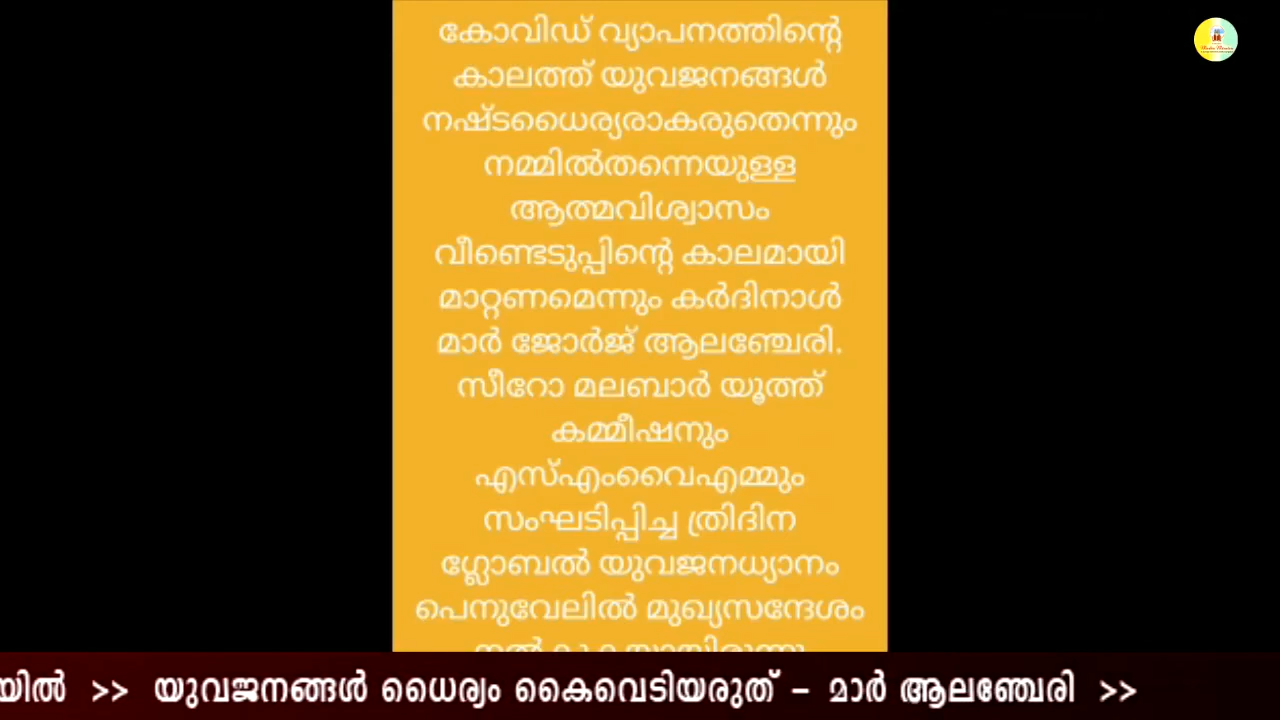 കോവിഡ് വ്യാപനത്തിന്റെ
കാലത്ത് യുവജനങ്ങൾ
നഷ്ടധൈര്യരാകരുതെന്നും
നമ്മിൽതന്നെയുള്ള
ആത്മവിശ്വാസം
വീണ്ടെടുപ്പിന്റെ കാലമായി
മാറ്റണമെന്നും കർദിനാൾ
മാർ ജോർജ് ആലഞ്ചേരി.
സീറോ മലബാർ യൂത്ത്
കമ്മീഷനും
എസ്എംവൈഎമ്മും
സംഘടിപ്പിച്ച ത്രിദിന
ഗ്ലോബൽ യുവജനധ്യാനം
പെനുവേലിൽ മുഖ്യസന്ദേശം
യിൽ >> യുവജനങ്ങൾ ധൈര്യം കൈവെടിയരുത് - മാർ ആലഞ്ചേരി >>